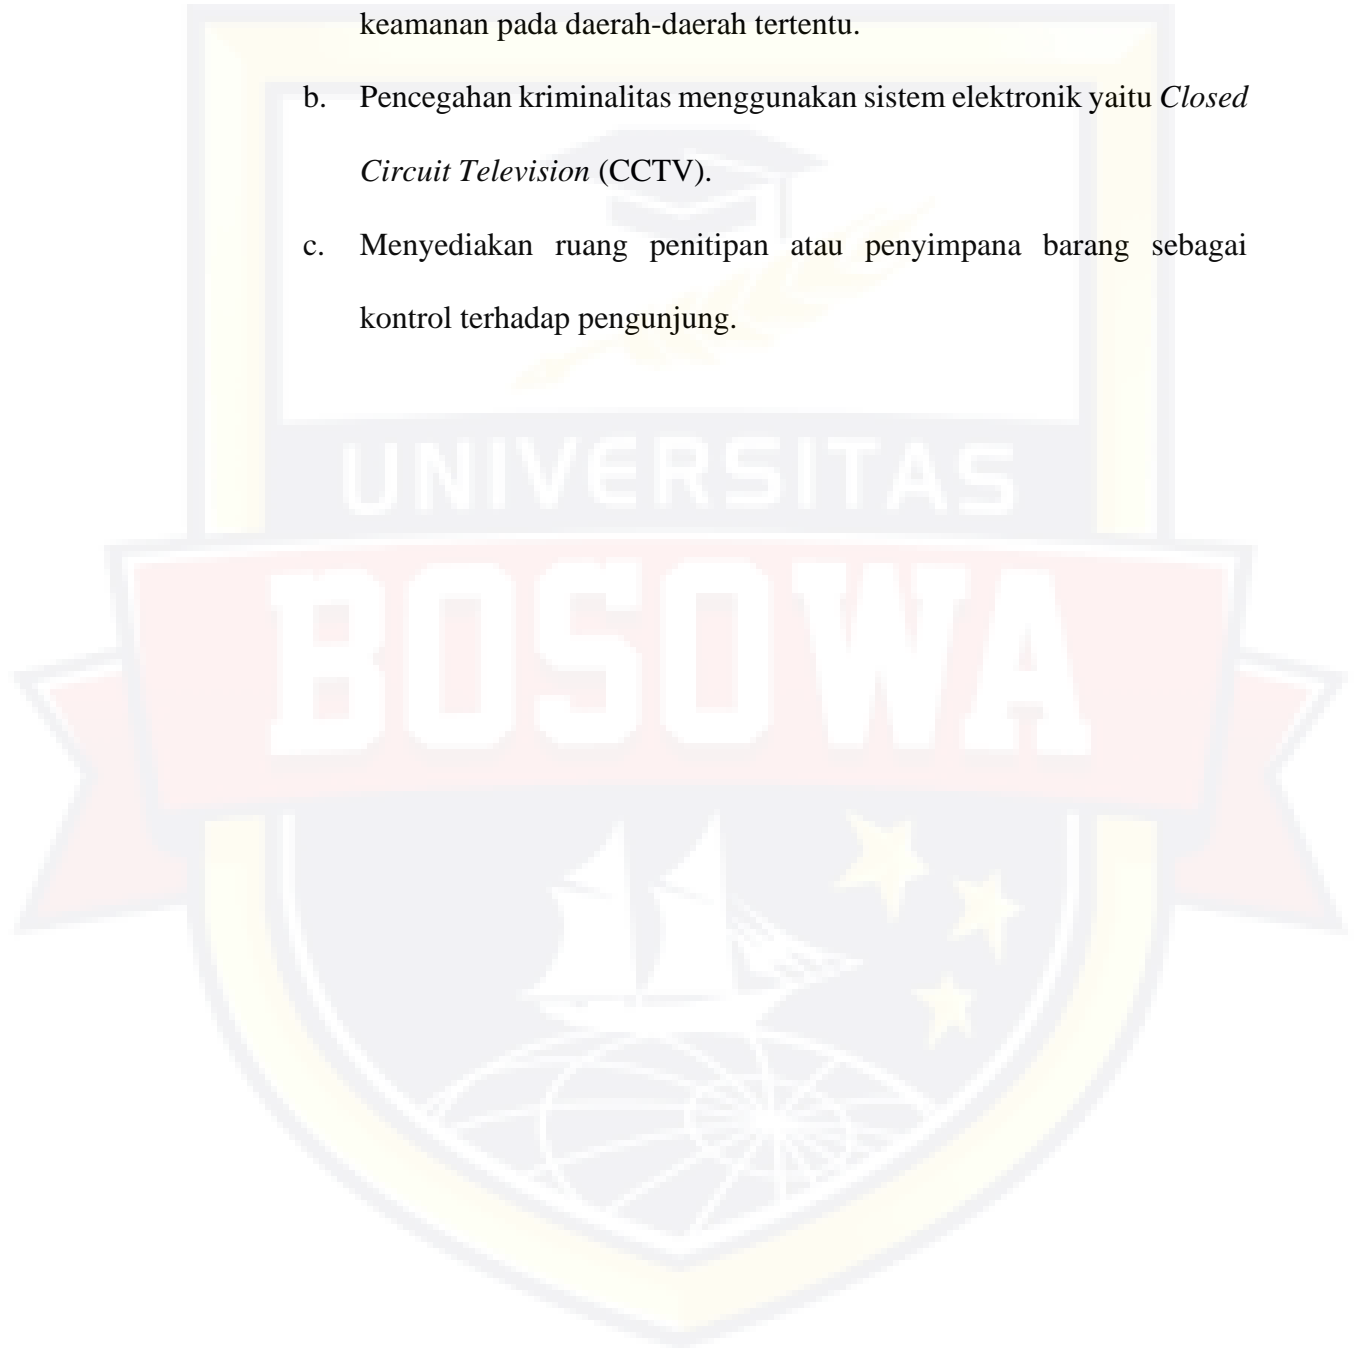 keamanan pada daerah-daerah tertentu.
b. Pencegahan kriminalitas menggunakan sistem elektronik yaitu Closed
Circuit Television (CCTV).
c. Menyediakan ruang penitipan atau penyimpana barang sebagai
kontrol terhadap pengunjung.
UNIVERSITAS
BOSOWA